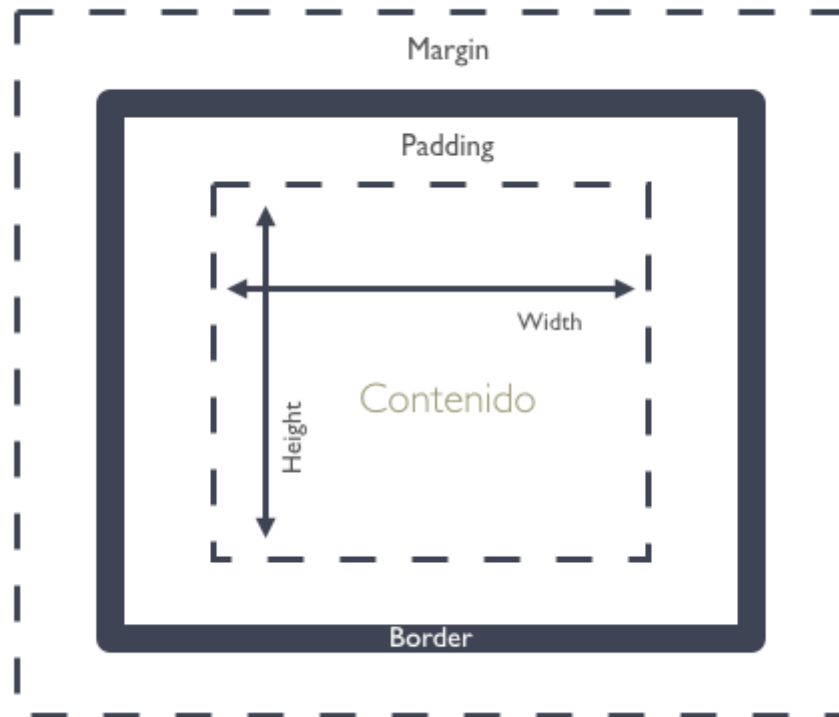 Margin
Padding
Width
Contenido
Height
Border